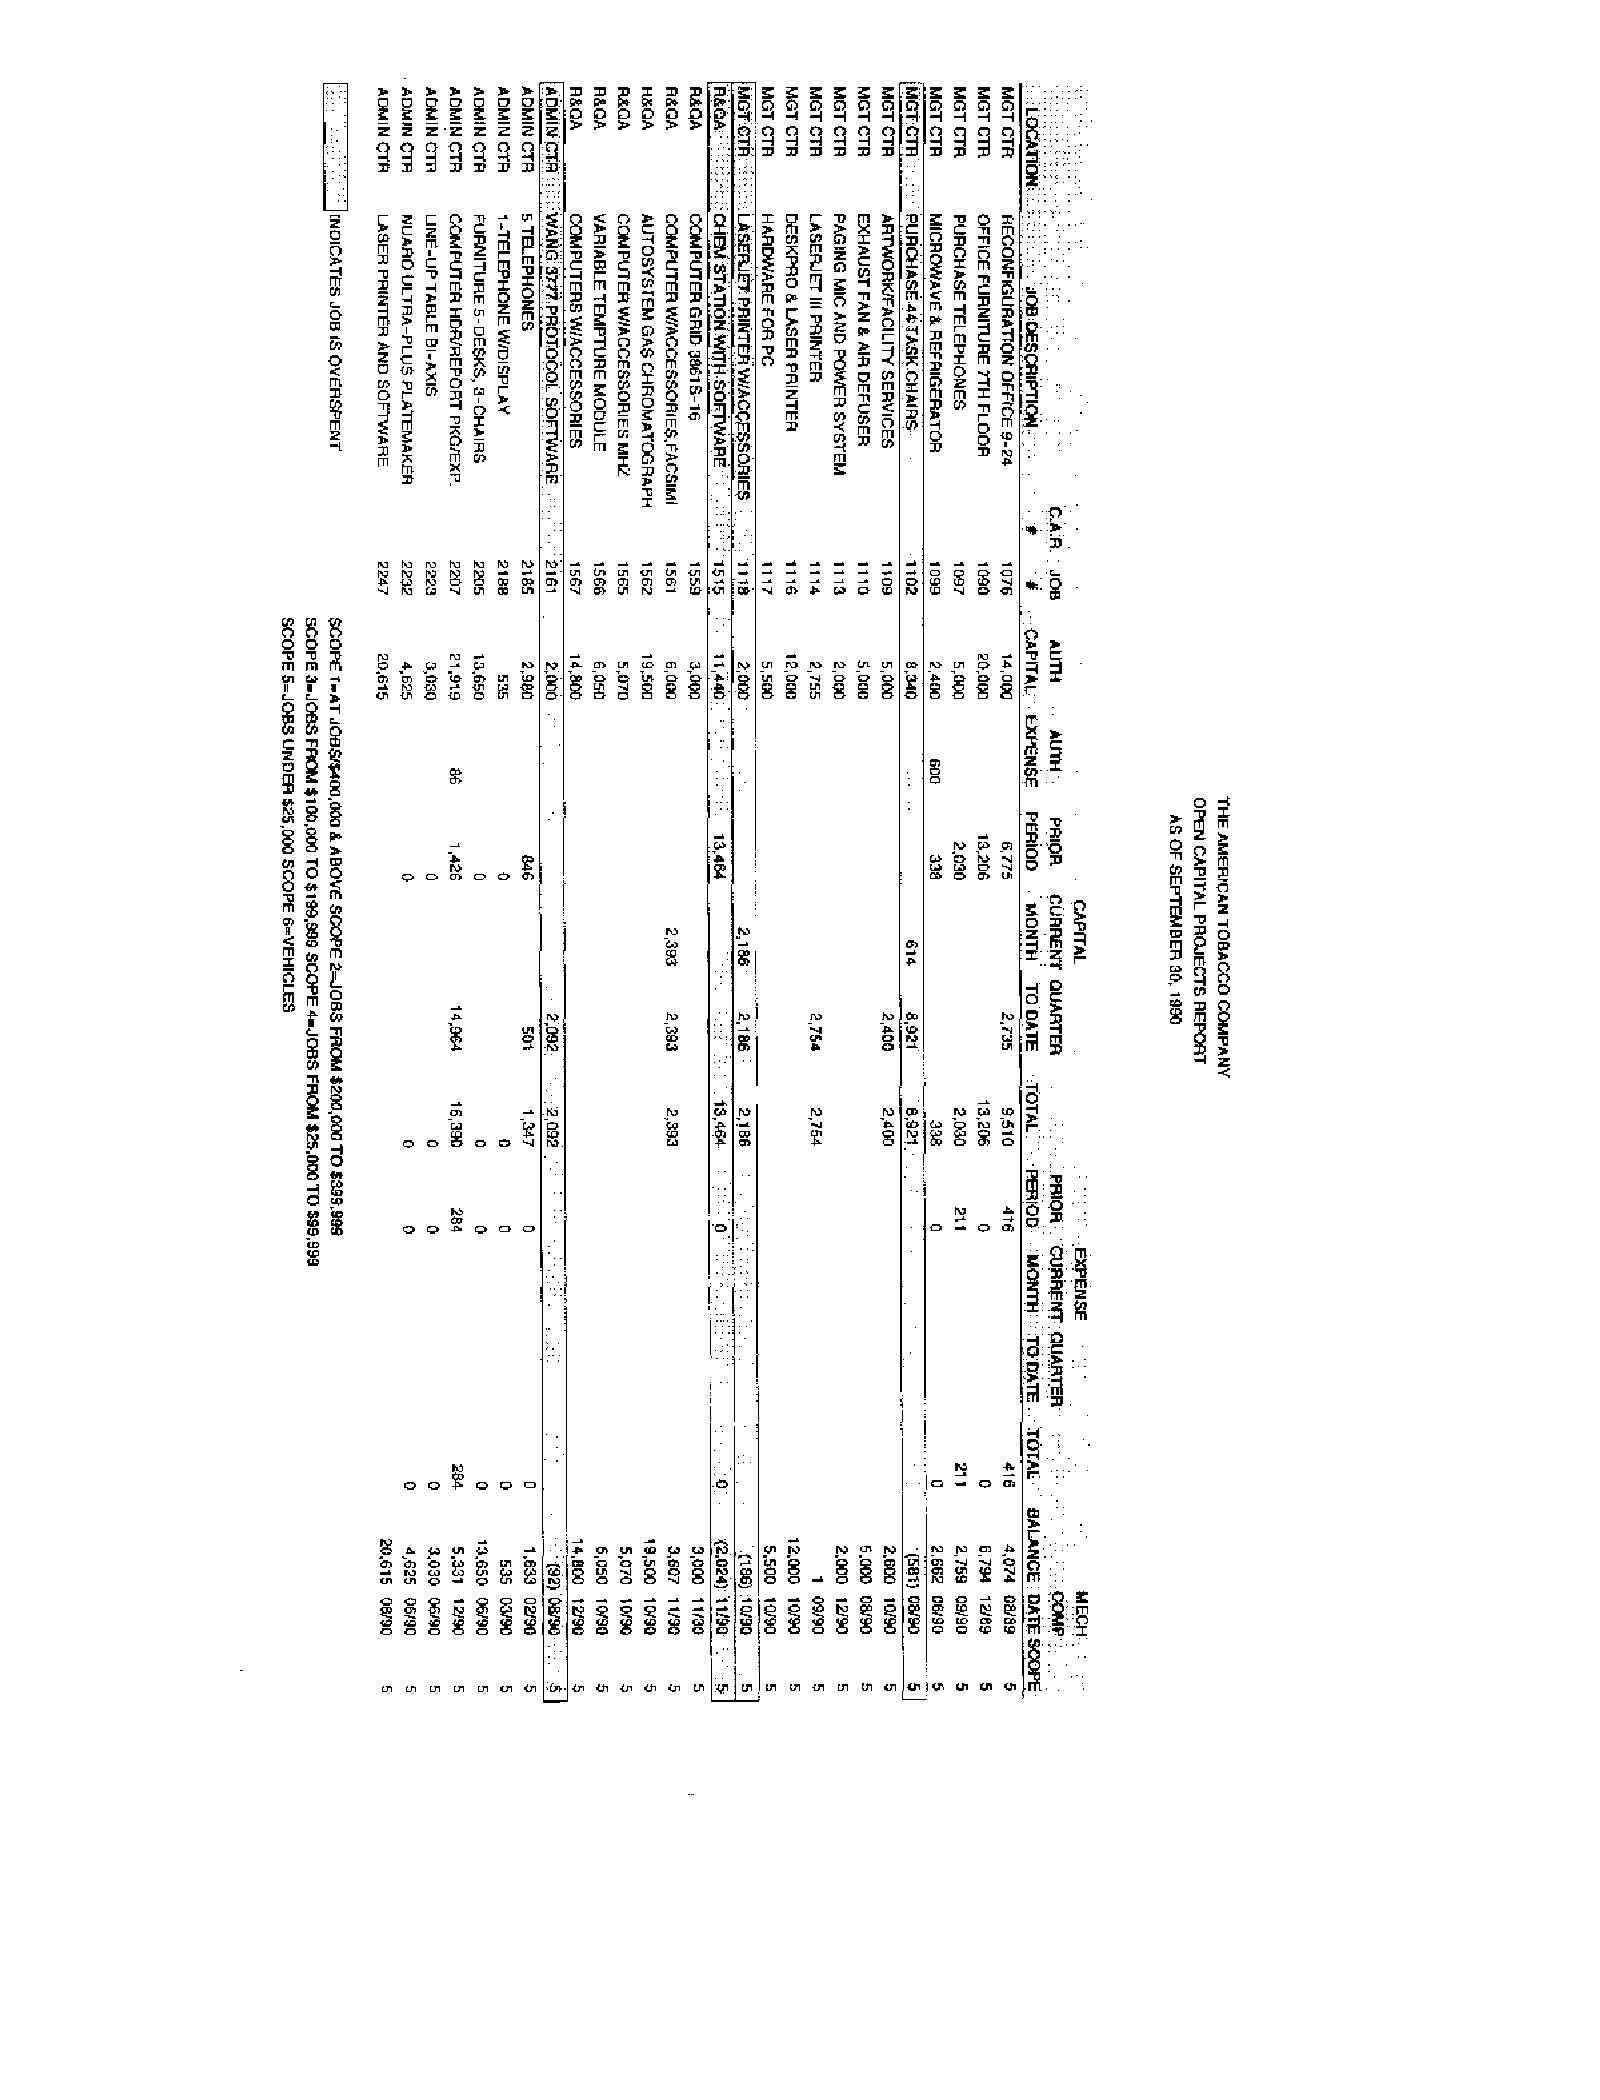 THE AMERICAN TOBACCO COMPANY
OPEN CAPITAL PROJECTS REPORT
AS OF SEPTEMBER 30, 1990
CAPITAL EXPENSE MECH
C.A.R. JOB AUTH AUTH PRIOR CURRENT QUARTER PRIOR CURRENT QUARTER COMP
LOCATION JOB DESCRIPTION # # CAPITAL EXPENSE PERIOD MONTH TO DATE TOTAL PERIOD MONTH TO DATE TOTAL BALANCE DATE SCOPE
MGT CTR RECONFIGURATION OFFICE 9-24 1076 14,000 6,775 2,735 9,510 416 416 4,074 08/89 5
MGT CTR OFFICE FURNITURE 7TH FLOOR 1090 20,000 13,206 13,206 0 0 6,794 12/89 5
MGT CTR PURCHASE TELEPHONES 1097 5,000 2,030 2,030 211 211 2,759 09/90 5
MGT CTR MICROWAVE & REFRIGERATOR 1099 2,400 600 338 338 0 0 2,662 06/90 5
MGT CTR PURCHASE 44 TASK CHAIRS 1102 8,340 614 8,921 8,921 (581) 08/90 5
MGT CTR ARTWORK/FACILITY SERVICES 1109 5,000 2,400 2,400 2,600 10/90 5
MGT CTR EXHAUST FAN & AIR DEFUSER 1110 5,000 5,000 08/90 5
MGT CTR PAGING MIC AND POWER SYSTEM 1113 2,000 2,000 12/90 5
MGT CTR LASERJET III PRINTER 1114 2,755 2,754 2,754 1 09/90 5
MGT CTR DESKPRO & LASER PRINTER 1116 12,000 12,000 10/90 5
MGT CTR HARDWARE FOR PC 1117 5,500 5,500 10/90 5
MGT CTR LASERJET PRINTER W/ACCESSORIES 1118 2,000 2,186 2,186 2,186 (186) 10/90 5
R&QA CHEM STATION WITH SOFTWARE 1515 11,440 13,464 13,464 0 0 (2,024) 11/90 5
R&QA COMPUTER GRID 386IS-16 1559 3,000 3,000 11/90 5
R&QA COMPUTER W/ACCESSORIES,FACSIMI 1561 6,000 2,393 2,393 2,393 3,607 11/90 5
R&QA AUTOSYSTEM GAS CHROMATOGRAPH 1562 19,500 19,500 10/90 5
R&QA COMPUTER W/ACCESSORIES MHZ 1565 5,070 5,070 10/90 5
R&QA VARIABLE TEMPTURE MODULE 1566 6,050 6,050 10/90 5
R&QA COMPUTERS W/ACCESSORIES 1567 14,800 14,800 12/90 5
ADMIN CTR WANG 3777 PROTOCOL SOFTWARE 2161 2,000 2,092 2,092 (92) 08/90 5
ADMIN CTR 5 TELEPHONES 2165 2,980 846 501 1,347 0 0 1,633 02/90 5
ADMIN CTR 1-TELEPHONE W/DISPLAY 2188 535 0 0 0 0 535 03/90 5
ADMIN CTR FURNITURE 5-DESKS, 3-CHAIRS 2205 13,650 0 0 0 0 13,650 06/90 5
ADMIN CTR COMPUTER HDR/REPORT PKG/EXP. 2207 21,919 86 1,426 14,964 16,390 284 284 5,331 12/90 5
ADMIN CTR LINE-UP TABLE BI-AXIS 2223 3,030 0 0 0 0 3,030 06/90 5
ADMIN CTR NUARD ULTRA-PLUS PLATEMAKER 2232 4,625 0 0 0 0 4,625 06/90 5
ADMIN CTR LASER PRINTER AND SOFTWARE 2247 20,615 20,615 08/90 5
INDICATES JOB IS OVERSPENT
SCOPE 1=AT JOBS/$400,000 & ABOVE SCOPE 2=JOBS FROM $200,000 TO $399,999
SCOPE 3=JOBS FROM $100,000 TO $199,999 SCOPE 4=JOBS FROM $25,000 TO $99,999
SCOPE 5=JOBS UNDER $25,000 SCOPE 6=VEHICLES